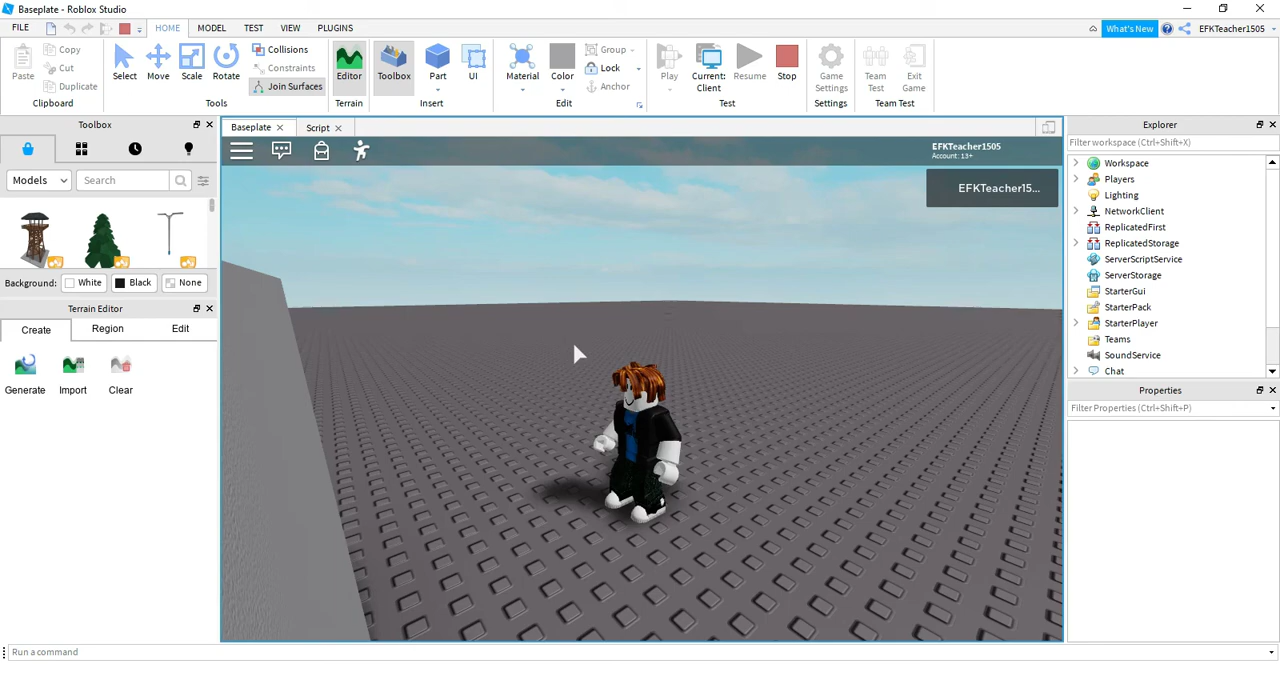 Baseplate - Roblox Studio
FILE HOME MODEL TEST VIEW PLUGINS What's New EFKTeacher1505
Paste Copy Cut Duplicate Clipboard
Select Move Scale Rotate Collisions Constraints Join Surfaces Tools
Editor Terrain
Toolbox Part UI Insert
Material Color Group Lock Anchor Edit
Play Current: Client Resume Stop Test
Game Settings Settings
Team Test Exit Game Team Test
Toolbox
Models Search
Background: White Black None
Terrain Editor
Create Region Edit
Generate Import Clear
Baseplate Script
EFKTeacher1505
Account: 13+
EFKTeacher15...
Explorer
Filter workspace (Ctrl+Shift+X)
Workspace
Players
Lighting
NetworkClient
ReplicatedFirst
ReplicatedStorage
ServerScriptService
ServerStorage
StarterGui
StarterPack
StarterPlayer
Teams
SoundService
Chat
Properties
Filter Properties (Ctrl+Shift+P)
Run a command